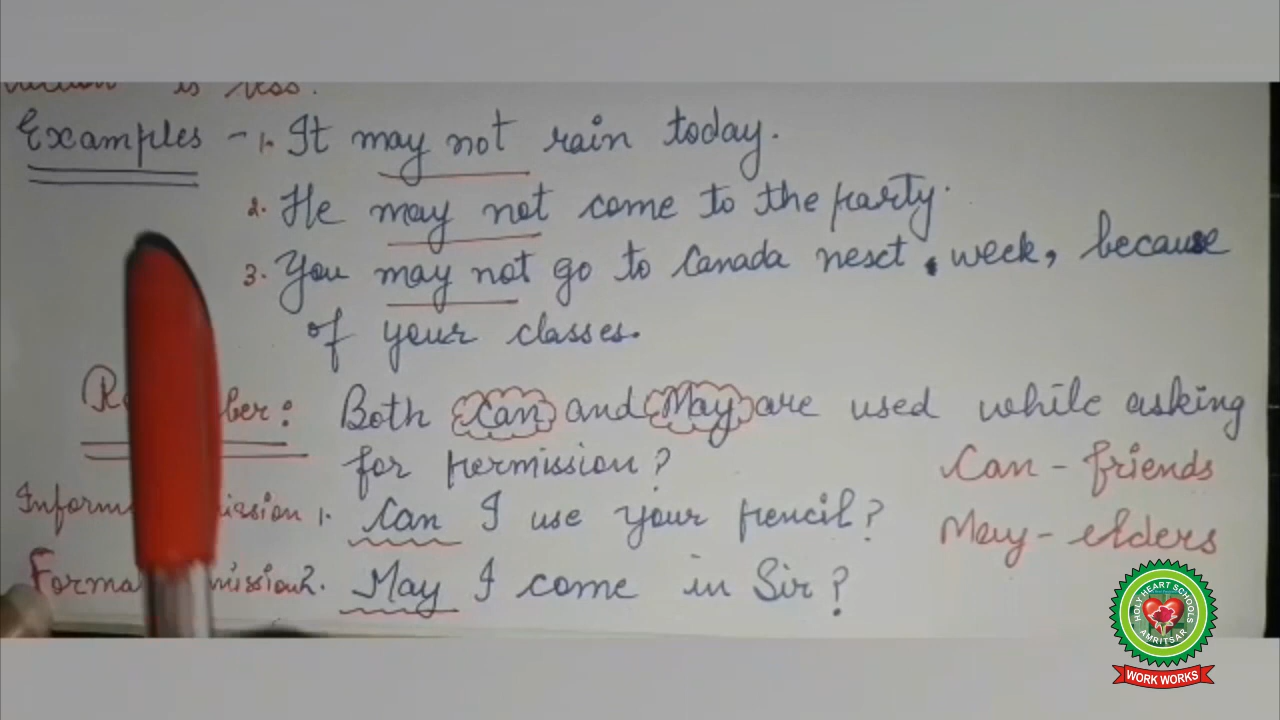 is less.
Examples - 1. It may not rain today.
2. He may not come to the party.
3. You may not go to Canada next week, because
of your classes.
Both Can and May are used while asking
for permission?
Can - friends
1. Can I use your pencil?
May - elders
2. May I come in Sir?
HOLY HEART SCHOOLS
AMRITSAR
WORK WORKS